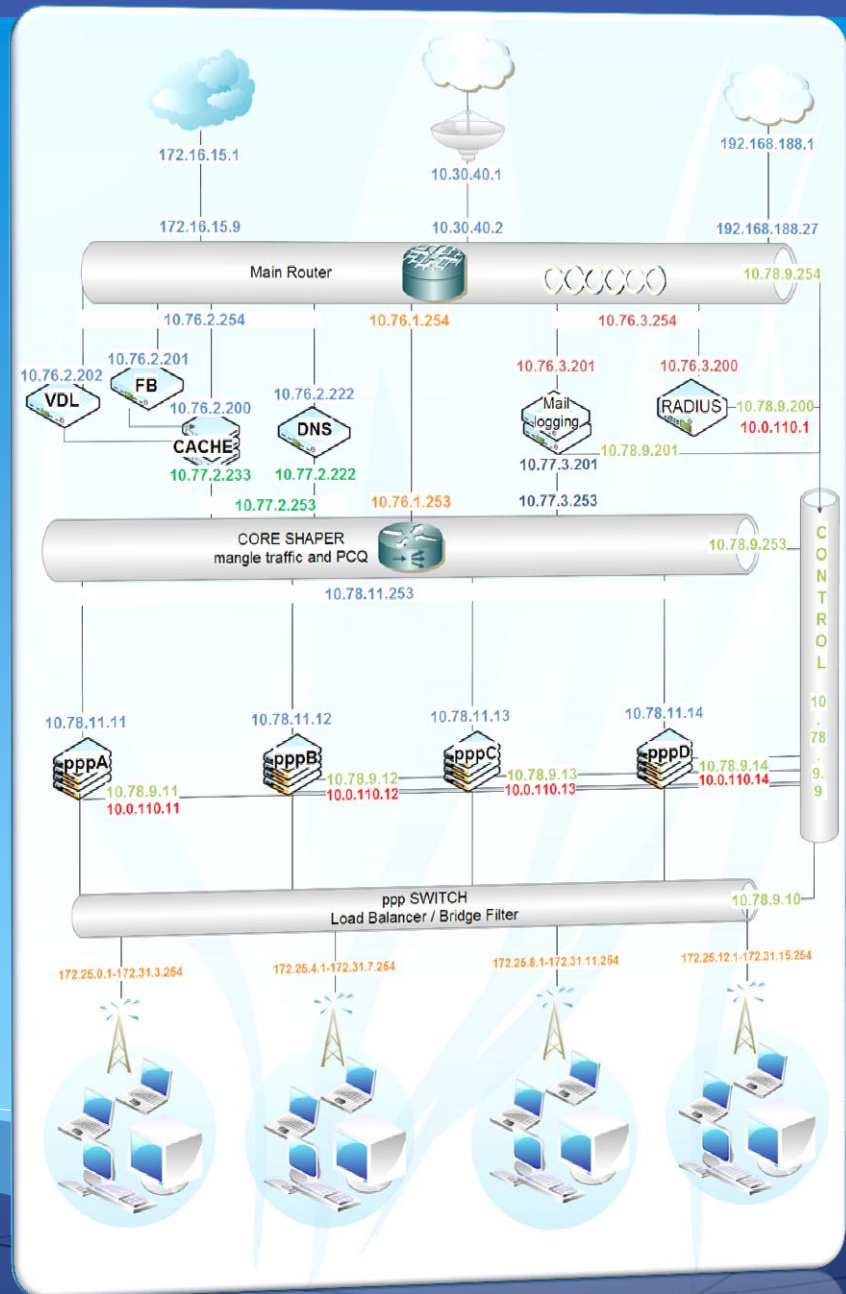 172.16.15.1
10.30.40.1
192.168.188.1
172.16.15.9
10.30.40.2
192.168.188.27
Main Router
10.78.9.254
10.76.2.254
10.76.1.254
10.76.3.254
10.76.2.202
VDL
10.76.2.201
FB
10.76.2.200
CACHE
10.77.2.233
10.76.2.222
DNS
10.77.2.222
10.77.2.253
10.76.1.253
10.76.3.201
Mail
logging
10.78.9.201
10.77.3.201
10.77.3.253
10.76.3.200
RADIUS
10.78.9.200
10.0.110.1
CORE SHAPER
mangle traffic and PCQ
10.78.9.253
10.78.11.253
CONTROL 10.78.9.9
10.78.11.11
pppA
10.78.9.11
10.0.110.11
10.78.11.12
pppB
10.78.9.12
10.0.110.12
10.78.11.13
pppC
10.78.9.13
10.0.110.13
10.78.11.14
pppD
10.78.9.14
10.0.110.14
ppp SWITCH
Load Balancer / Bridge Filter
10.78.9.10
172.25.0.1-172.31.3.254
172.25.4.1-172.31.7.254
172.25.8.1-172.31.11.254
172.25.12.1-172.31.15.254